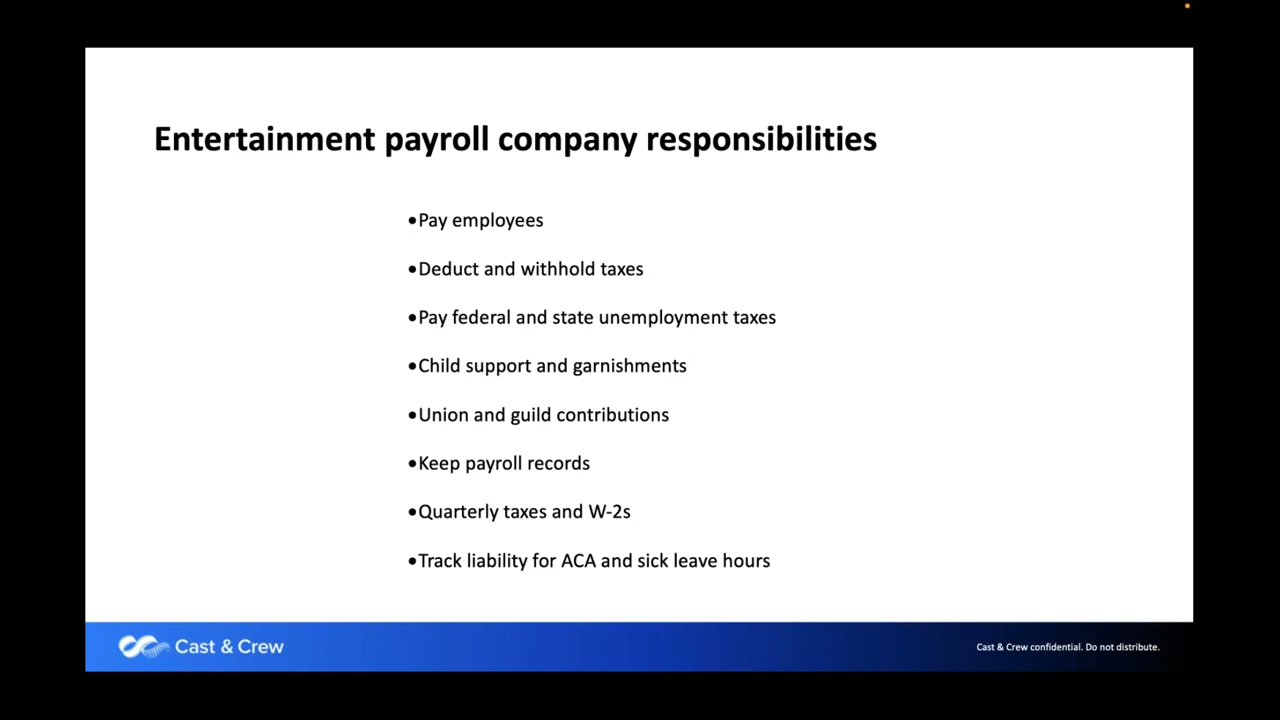 Entertainment payroll company responsibilities
•Pay employees
•Deduct and withhold taxes
•Pay federal and state unemployment taxes
•Child support and garnishments
•Union and guild contributions
•Keep payroll records
•Quarterly taxes and W-2s
•Track liability for ACA and sick leave hours
Cast & Crew
Cast & Crew confidential. Do not distribute.